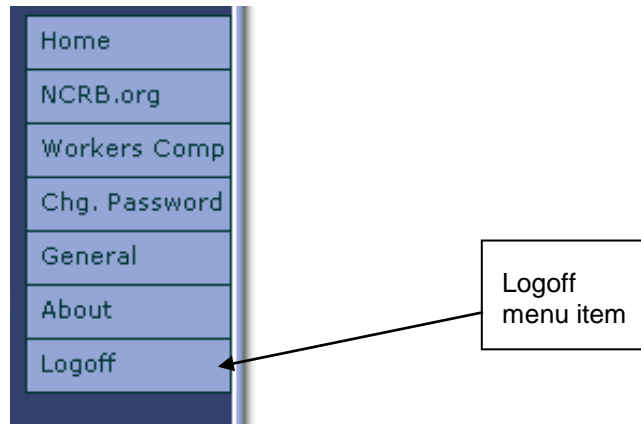 Home
NCRB.org
Workers Comp
Chg. Password
General
About
Logoff
Logoff
menu item